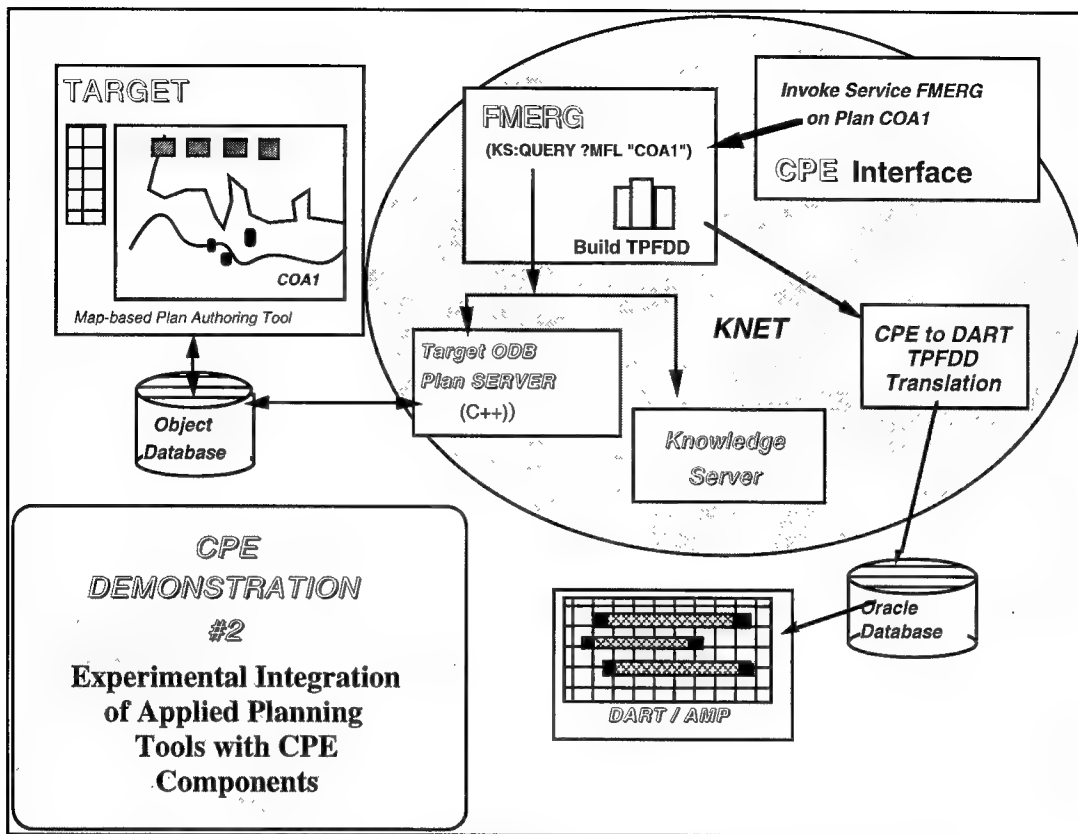 TARGET
COA1
Map-based Plan Authoring Tool
FMERG
(KS:QUERY ?MFL "COA1")
Build TPFDD
Invoke Service FMERG
on Plan COA1
CPE Interface
KNET
Target ODB
Plan SERVER
(C++))
Object
Database
Knowledge
Server
CPE to DART
TPFDD
Translation
Oracle
Database
DART / AMP
CPE
DEMONSTRATION
#2
Experimental Integration
of Applied Planning
Tools with CPE
Components